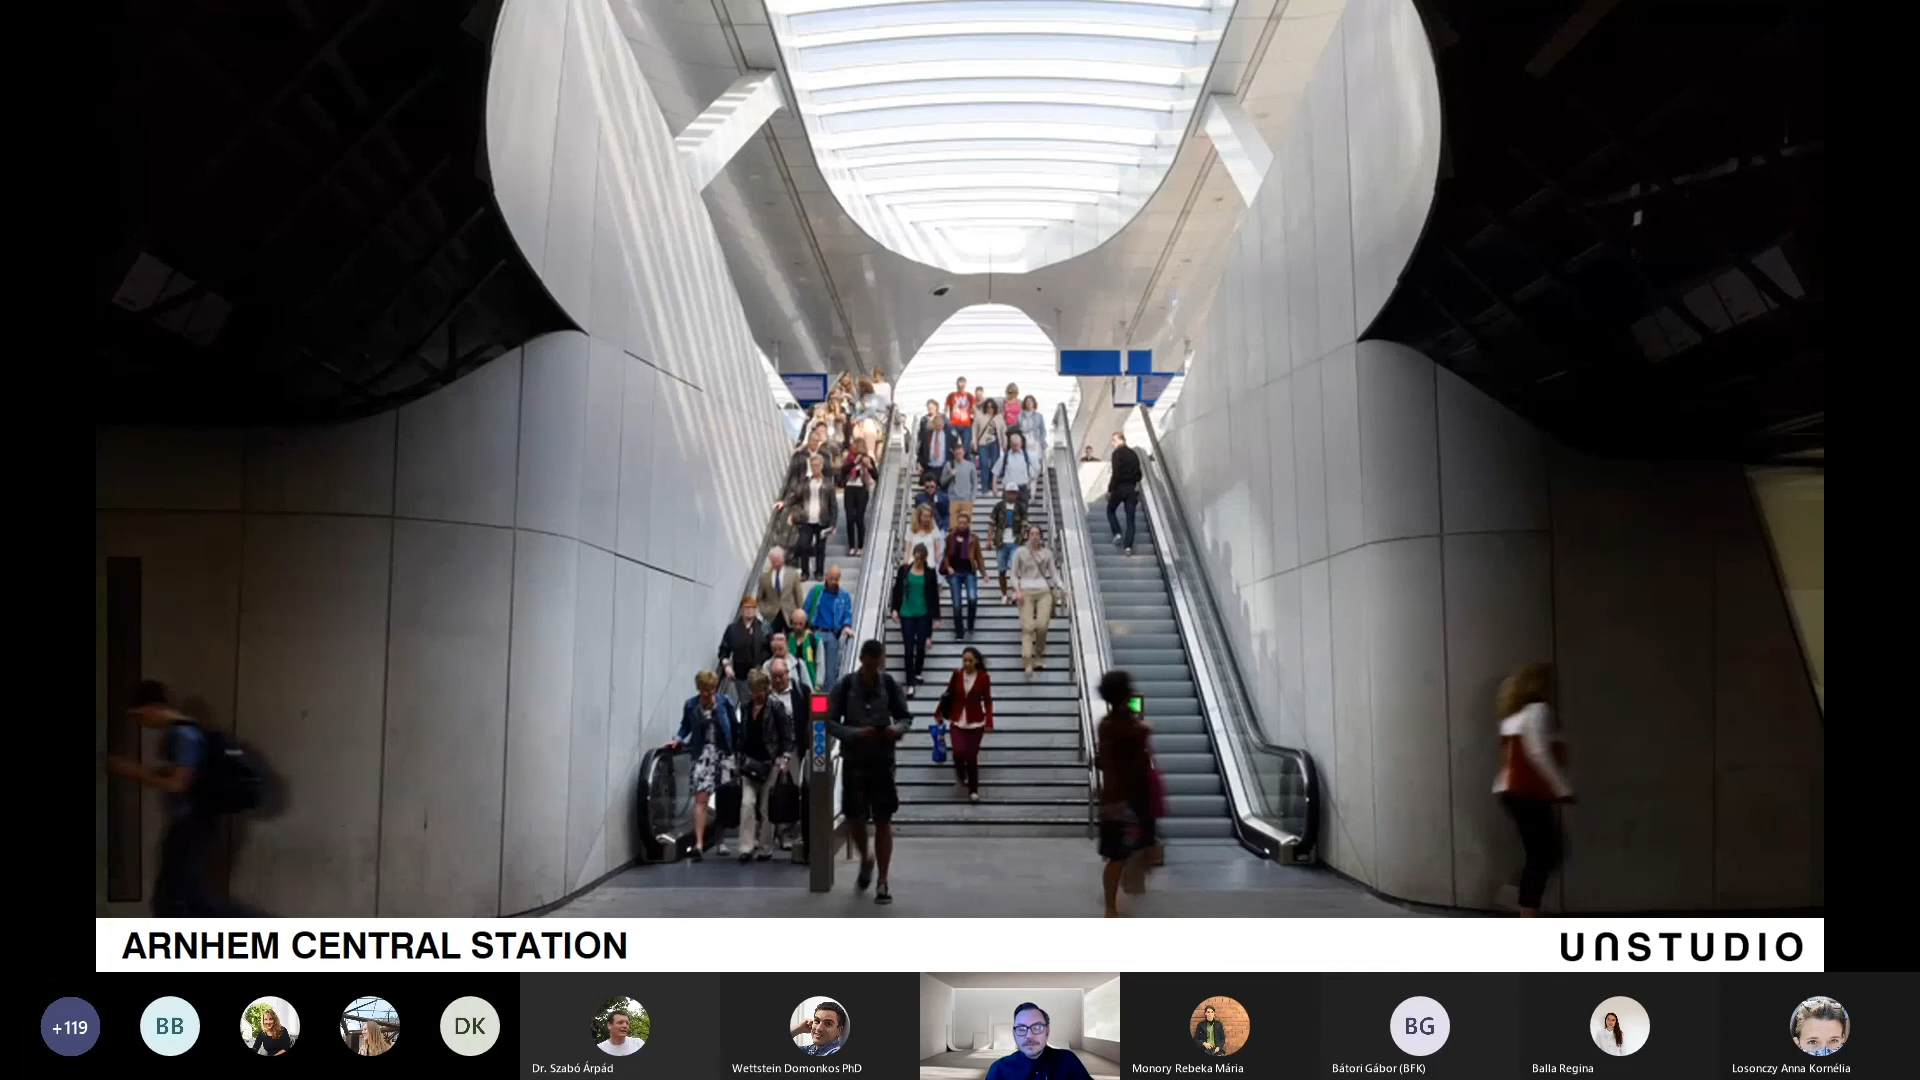 ARNHEM CENTRAL STATION
UNSTUDIO
+119
BB
DK
Dr. Szabó Árpád
Wettstein Domonkos PhD
Monory Rebeka Mária
BG
Bátori Gábor (BFK)
Balla Regina
Losonczy Anna Kornélia